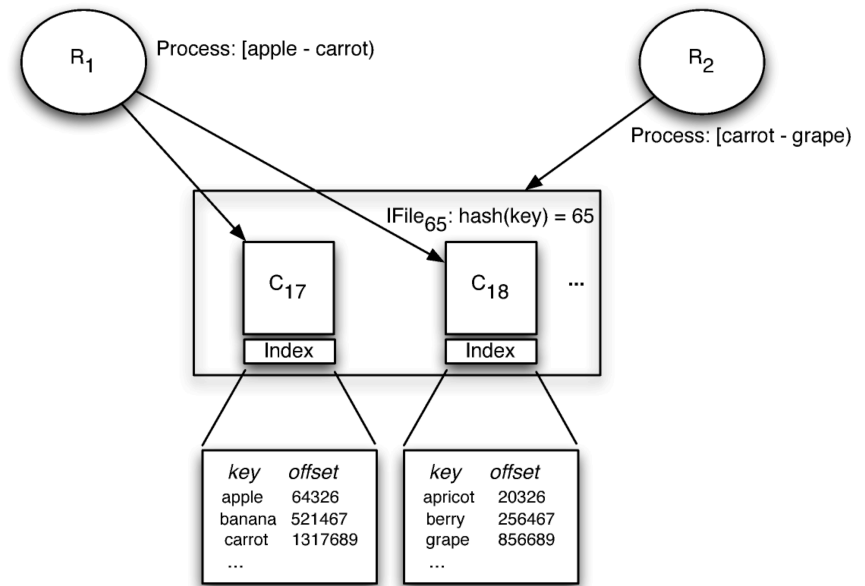 R1
Process: [apple - carrot)
R2
Process: [carrot - grape)
IFile65: hash(key) = 65
C17
C18
...
Index
Index
key offset
apple 64326
banana 521467
carrot 1317689
...
key offset
apricot 20326
berry 256467
grape 856689
...